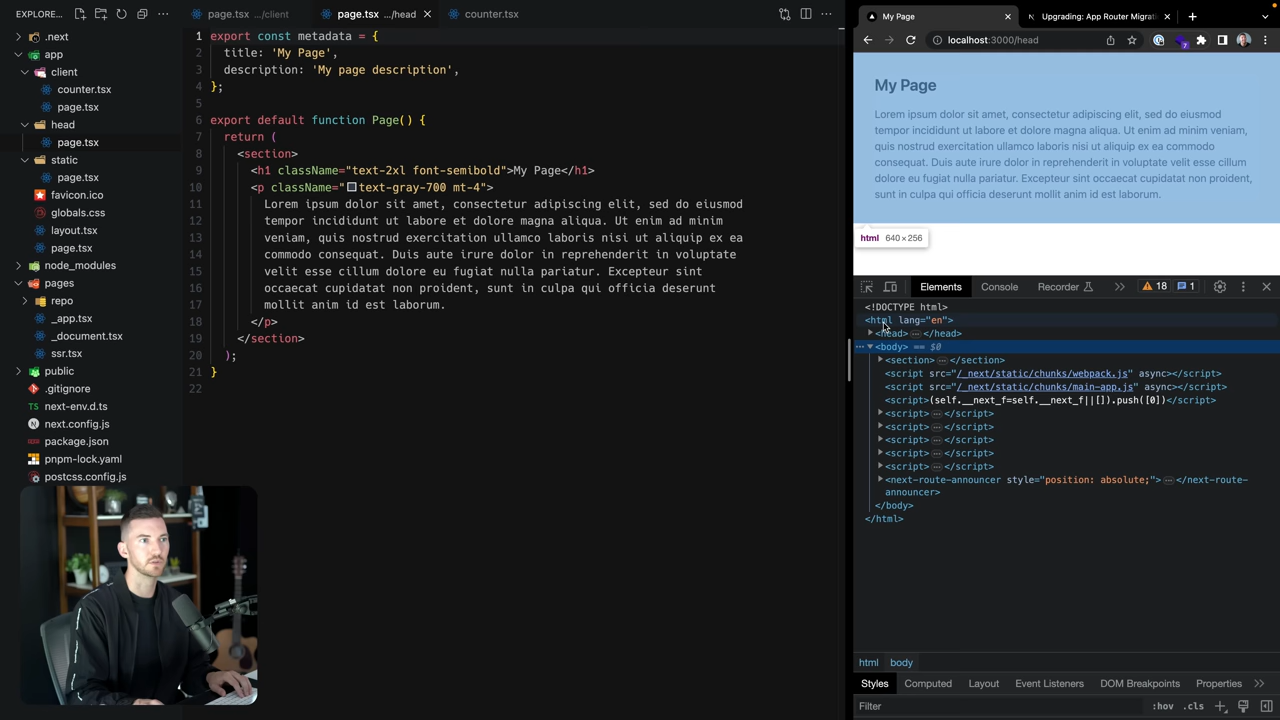 EXPLORE...
.next
app
client
counter.tsx
page.tsx
head
page.tsx
static
page.tsx
favicon.ico
globals.css
layout.tsx
page.tsx
node_modules
pages
repo
_app.tsx
_document.tsx
ssr.tsx
public
.gitignore
TS next-env.d.ts
next.config.js
package.json
pnpm-lock.yaml
postcss.config.js
page.tsx .../client
page.tsx .../head
counter.tsx
1 export const metadata = {
2 title: 'My Page',
3 description: 'My page description',
4 };
5
6 export default function Page() {
7 return (
8 <section>
9 <h1 className="text-2xl font-semibold">My Page</h1>
10 <p className="text-gray-700 mt-4">
11 Lorem ipsum dolor sit amet, consectetur adipiscing elit, sed do eiusmod
12 tempor incididunt ut labore et dolore magna aliqua. Ut enim ad minim
13 veniam, quis nostrud exercitation ullamco laboris nisi ut aliquip ex ea
14 commodo consequat. Duis aute irure dolor in reprehenderit in voluptate
15 velit esse cillum dolore eu fugiat nulla pariatur. Excepteur sint
16 occaecat cupidatat non proident, sunt in culpa qui officia deserunt
17 mollit anim id est laborum.
18 </p>
19 </section>
20 );
21 }
22
My Page
Upgrading: App Router Migrat
localhost:3000/head
7
My Page
Lorem ipsum dolor sit amet, consectetur adipiscing elit, sed do eiusmod
tempor incididunt ut labore et dolore magna aliqua. Ut enim ad minim veniam,
quis nostrud exercitation ullamco laboris nisi ut aliquip ex ea commodo
consequat. Duis aute irure dolor in reprehenderit in voluptate velit esse cillum
dolore eu fugiat nulla pariatur. Excepteur sint occaecat cupidatat non proident,
sunt in culpa qui officia deserunt mollit anim id est laborum.
html 640×256
Elements Console Recorder 18 1
<!DOCTYPE html>
<html lang="en">
<head> … </head>
<body> == $0
<section> … </section>
<script src="/_next/static/chunks/webpack.js" async></script>
<script src="/_next/static/chunks/main-app.js" async></script>
<script>(self.__next_f=self.__next_f||[]).push([0])</script>
<script> … </script>
<script> … </script>
<script> … </script>
<script> … </script>
<script> … </script>
<next-route-announcer style="position: absolute;"> … </next-route-
announcer>
</body>
</html>
html body
Styles Computed Layout Event Listeners DOM Breakpoints Properties
Filter :hov .cls